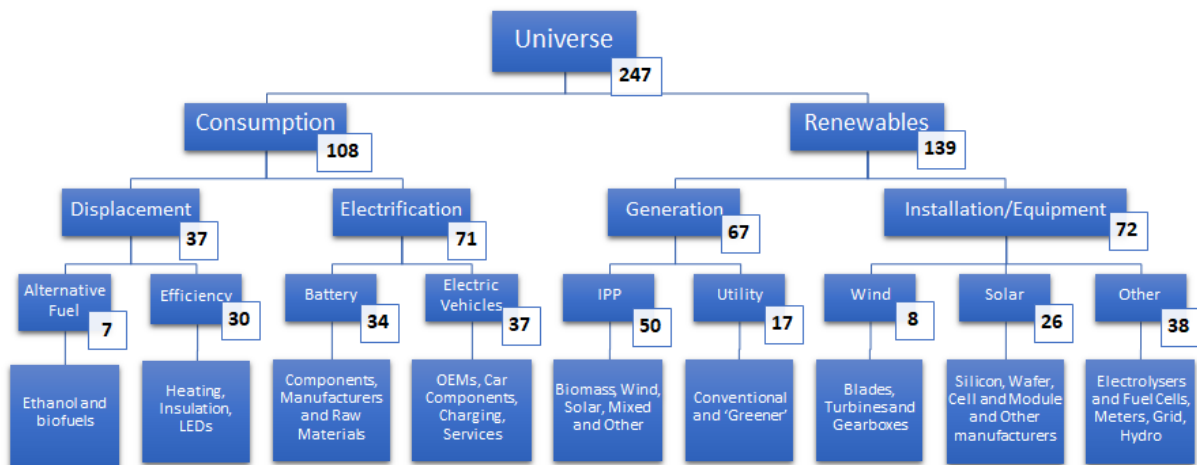 Universe
247
Consumption
108
Renewables
139
Displacement
37
Electrification
71
Generation
67
Installation/Equipment
72
Alternative
Fuel
7
Efficiency
30
Battery
34
Electric
Vehicles
37
IPP
50
Utility
17
Wind
8
Solar
26
Other
38
Ethanol and
biofuels
Heating,
Insulation,
LEDs
Components,
Manufacturers
and Raw
Materials
OEMs, Car
Components,
Charging,
Services
Biomass, Wind,
Solar, Mixed
and Other
Conventional
and ‘Greener’
Blades,
Turbines and
Gearboxes
Silicon, Wafer,
Cell and Module
and Other
manufacturers
Electrolysers
and Fuel Cells,
Meters, Grid,
Hydro